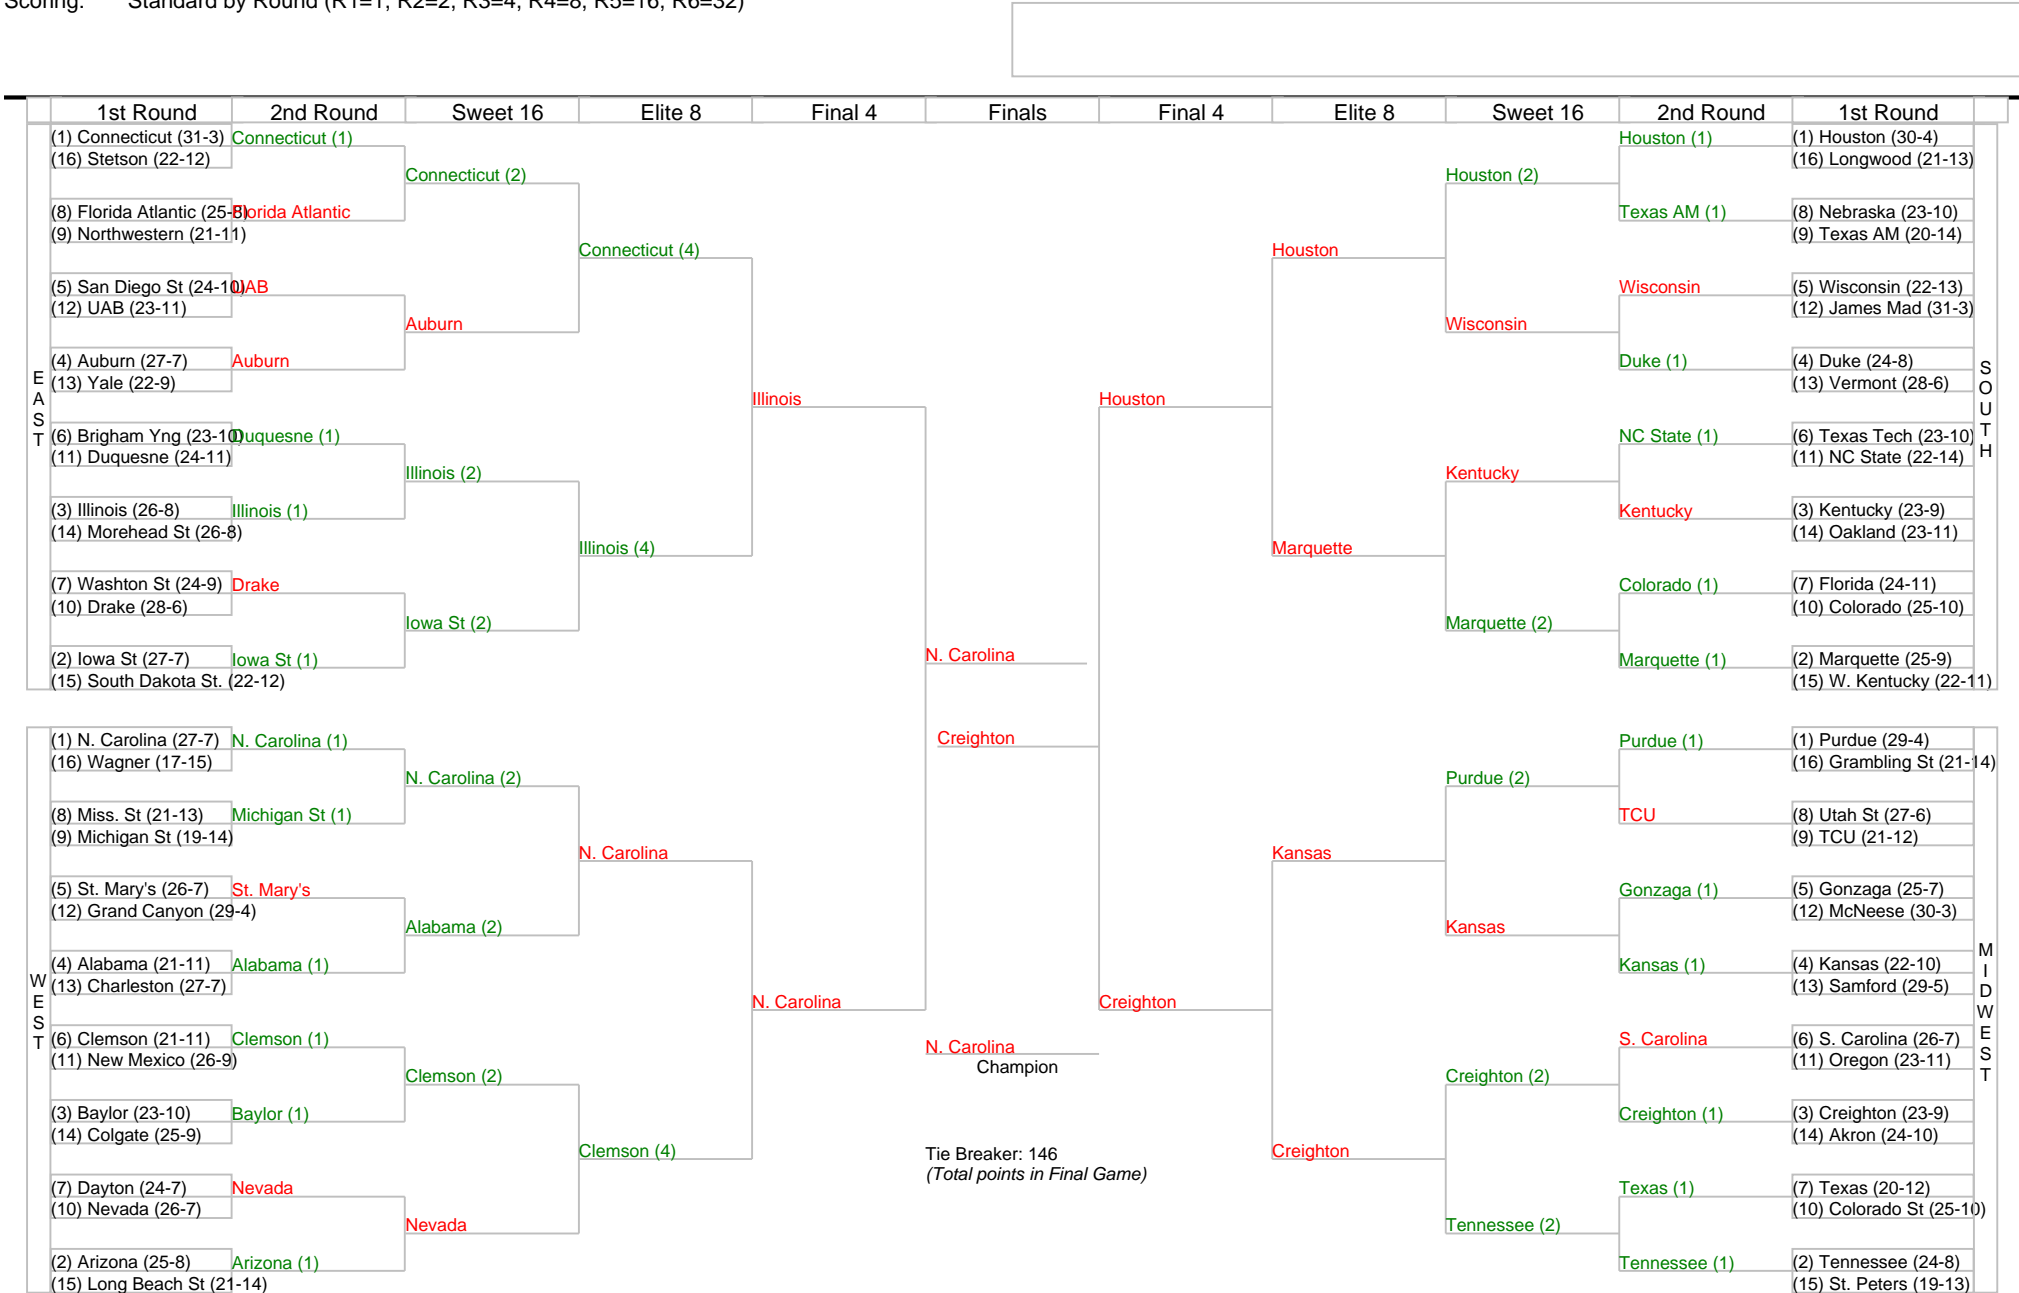 Scoring: Standard by Round (R1=1, R2=2, R3=4, R4=8, R5=16, R6=32)
1st Round 2nd Round Sweet 16 Elite 8 Final 4 Finals Final 4 Elite 8 Sweet 16 2nd Round 1st Round
EAST
(1) Connecticut (31-3)
(16) Stetson (22-12)
(8) Florida Atlantic (25-8)
(9) Northwestern (21-11)
(5) San Diego St (24-10)
(12) UAB (23-11)
(4) Auburn (27-7)
(13) Yale (22-9)
(6) Brigham Yng (23-10)
(11) Duquesne (24-11)
(3) Illinois (26-8)
(14) Morehead St (26-8)
(7) Washton St (24-9)
(10) Drake (28-6)
(2) Iowa St (27-7)
(15) South Dakota St. (22-12)
Connecticut (1)
Florida Atlantic
UAB
Auburn
Duquesne (1)
Illinois (1)
Drake
Iowa St (1)
Connecticut (2)
Auburn
Illinois (2)
Iowa St (2)
Connecticut (4)
Illinois (4)
Illinois
WEST
(1) N. Carolina (27-7)
(16) Wagner (17-15)
(8) Miss. St (21-13)
(9) Michigan St (19-14)
(5) St. Mary's (26-7)
(12) Grand Canyon (29-4)
(4) Alabama (21-11)
(13) Charleston (27-7)
(6) Clemson (21-11)
(11) New Mexico (26-9)
(3) Baylor (23-10)
(14) Colgate (25-9)
(7) Dayton (24-7)
(10) Nevada (26-7)
(2) Arizona (25-8)
(15) Long Beach St (21-14)
N. Carolina (1)
Michigan St (1)
St. Mary's
Alabama (1)
Clemson (1)
Baylor (1)
Nevada
Arizona (1)
N. Carolina (2)
Alabama (2)
Clemson (2)
Nevada
N. Carolina
Clemson (4)
N. Carolina
N. Carolina
Creighton
N. Carolina
Champion
Tie Breaker: 146
(Total points in Final Game)
Houston
Houston
Marquette
Houston (2)
Wisconsin
Kentucky
Marquette (2)
Houston (1)
Texas AM (1)
Wisconsin
Duke (1)
NC State (1)
Kentucky
Colorado (1)
Marquette (1)
(1) Houston (30-4)
(16) Longwood (21-13)
(8) Nebraska (23-10)
(9) Texas AM (20-14)
(5) Wisconsin (22-13)
(12) James Mad (31-3)
(4) Duke (24-8)
(13) Vermont (28-6)
(6) Texas Tech (23-10)
(11) NC State (22-14)
(3) Kentucky (23-9)
(14) Oakland (23-11)
(7) Florida (24-11)
(10) Colorado (25-10)
(2) Marquette (25-9)
(15) W. Kentucky (22-11)
SOUTH
Creighton
Kansas
Creighton
Purdue (2)
Kansas
Creighton (2)
Tennessee (2)
Purdue (1)
TCU
Gonzaga (1)
Kansas (1)
S. Carolina
Creighton (1)
Texas (1)
Tennessee (1)
(1) Purdue (29-4)
(16) Grambling St (21-14)
(8) Utah St (27-6)
(9) TCU (21-12)
(5) Gonzaga (25-7)
(12) McNeese (30-3)
(4) Kansas (22-10)
(13) Samford (29-5)
(6) S. Carolina (26-7)
(11) Oregon (23-11)
(3) Creighton (23-9)
(14) Akron (24-10)
(7) Texas (20-12)
(10) Colorado St (25-10)
(2) Tennessee (24-8)
(15) St. Peters (19-13)
MIDWEST